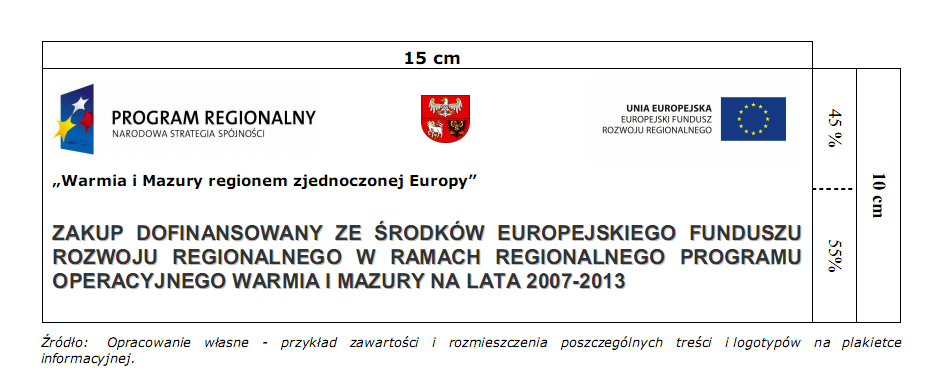 15 cm
PROGRAM REGIONALNY
NARODOWA STRATEGIA SPÓJNOŚCI
UNIA EUROPEJSKA
EUROPEJSKI FUNDUSZ
ROZWOJU REGIONALNEGO
45 %
10 cm
„Warmia i Mazury regionem zjednoczonej Europy”
ZAKUP DOFINANSOWANY ZE ŚRODKÓW EUROPEJSKIEGO FUNDUSZU
ROZWOJU REGIONALNEGO W RAMACH REGIONALNEGO PROGRAMU
OPERACYJNEGO WARMIA I MAZURY NA LATA 2007-2013
55%
Źródło: Opracowanie własne - przykład zawartości i rozmieszczenia poszczególnych treści i logotypów na plakietce
informacyjnej.